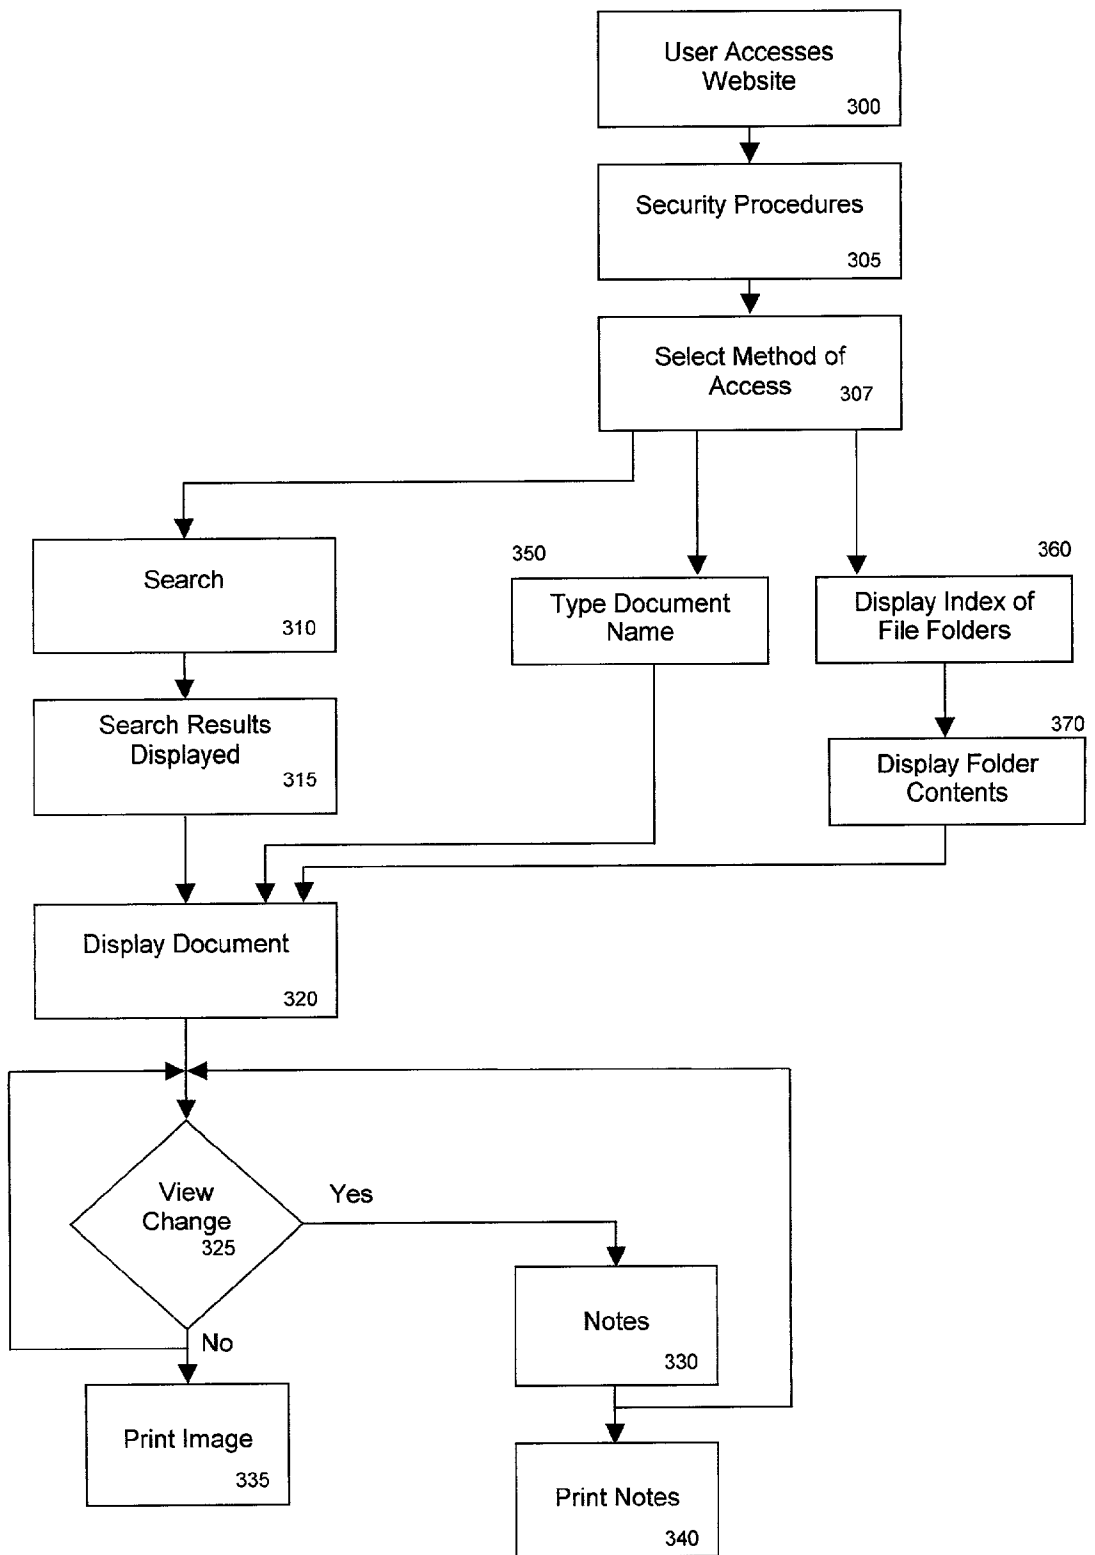 User Accesses
Website
300
Security Procedures
305
Select Method of
Access 307
Search
310
350
Type Document
Name
360
Display Index of
File Folders
Search Results
Displayed
315
370
Display Folder
Contents
Display Document
320
View
Change
325
Yes
No
Notes
330
Print Image
335
Print Notes
340